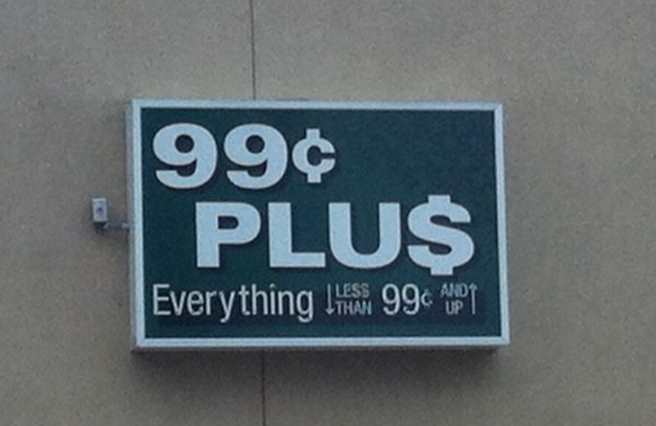 99¢
PLU$
Everything ↓LESS THAN 99¢ AND UP↑